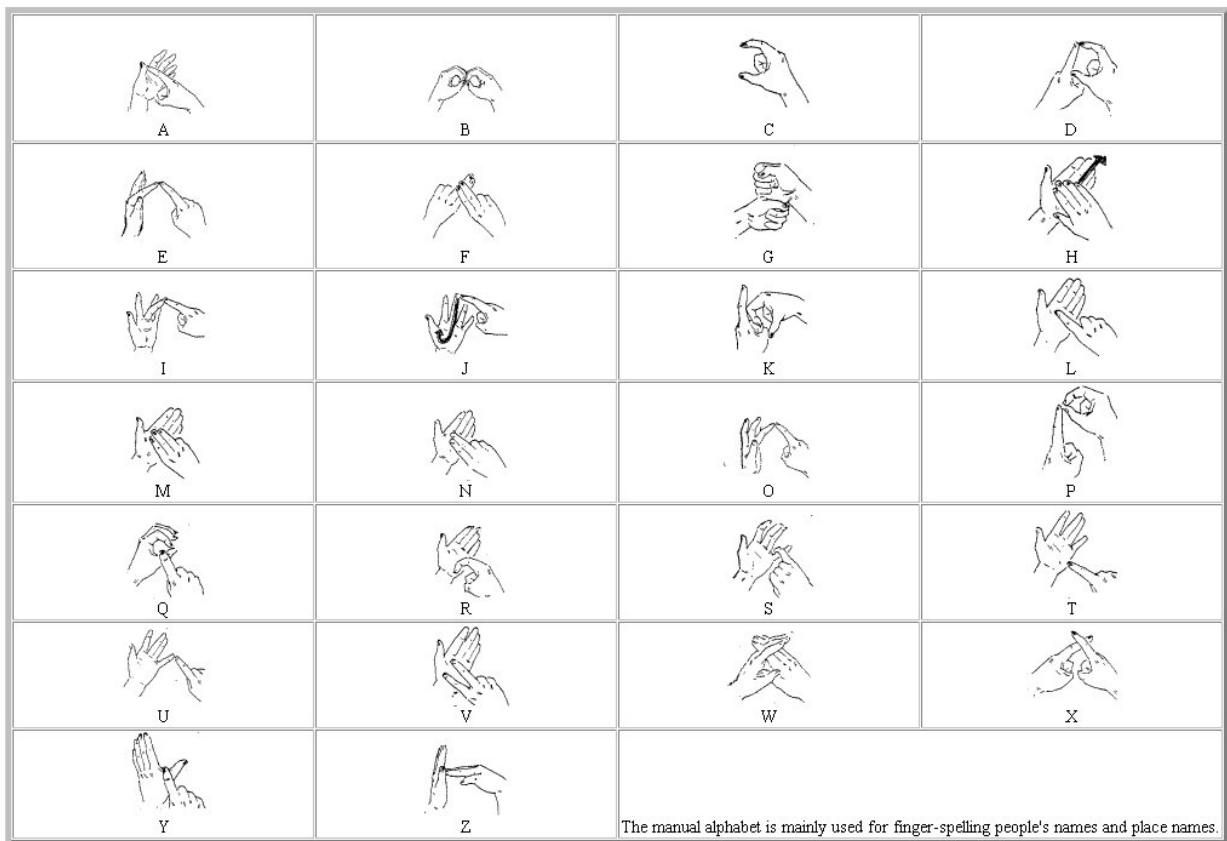 A B C D
E F G H
I J K L
M N O P
Q R S T
U V W X
Y Z The manual alphabet is mainly used for finger-spelling people's names and place names.